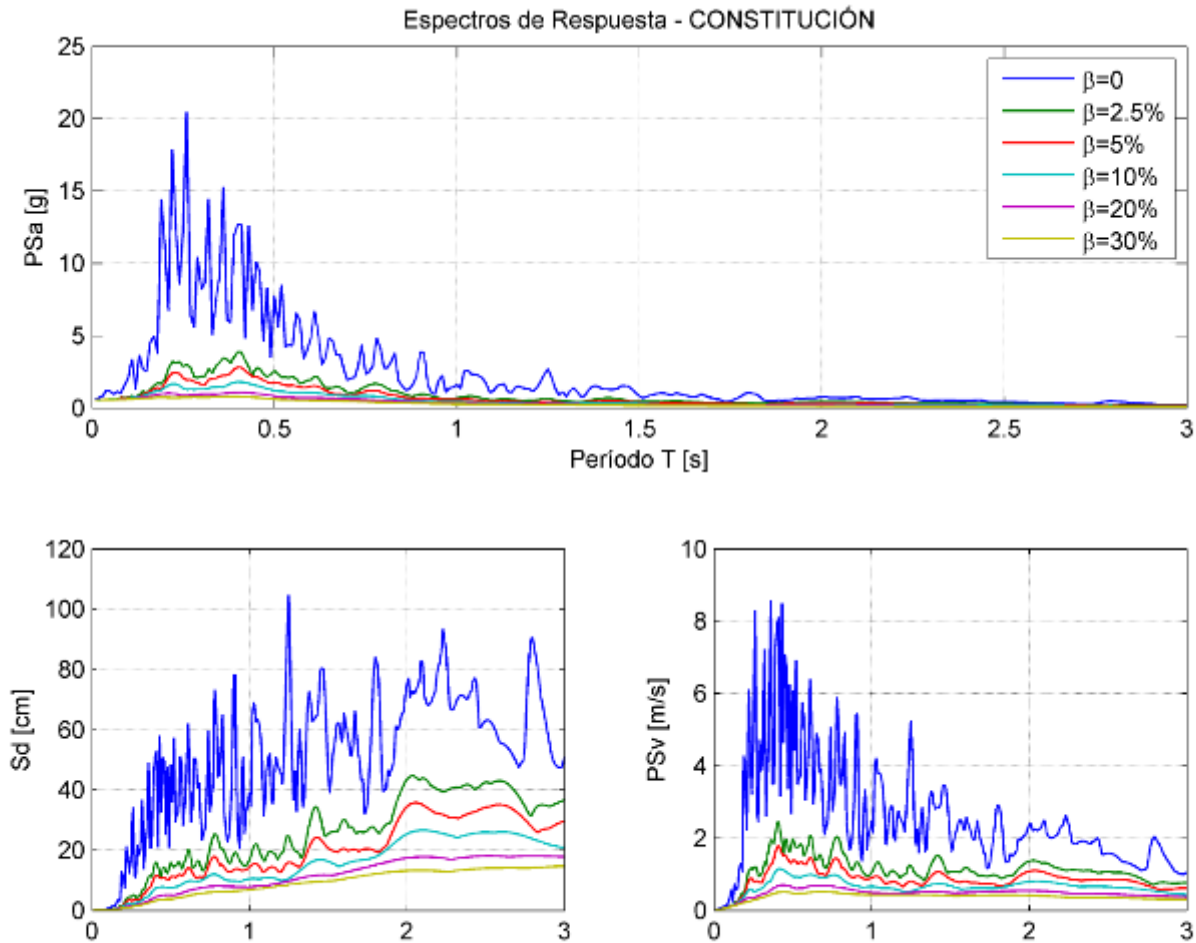 Espectros de Respuesta - CONSTITUCIÓN
25
20
15
10
5
0
PSa [g]
β=0
β=2.5%
β=5%
β=10%
β=20%
β=30%
0 0.5 1 1.5 2 2.5 3
Período T [s]
120
100
80
60
40
20
0
Sd [cm]
0 1 2 3
10
8
6
4
2
0
PSv [m/s]
0 1 2 3